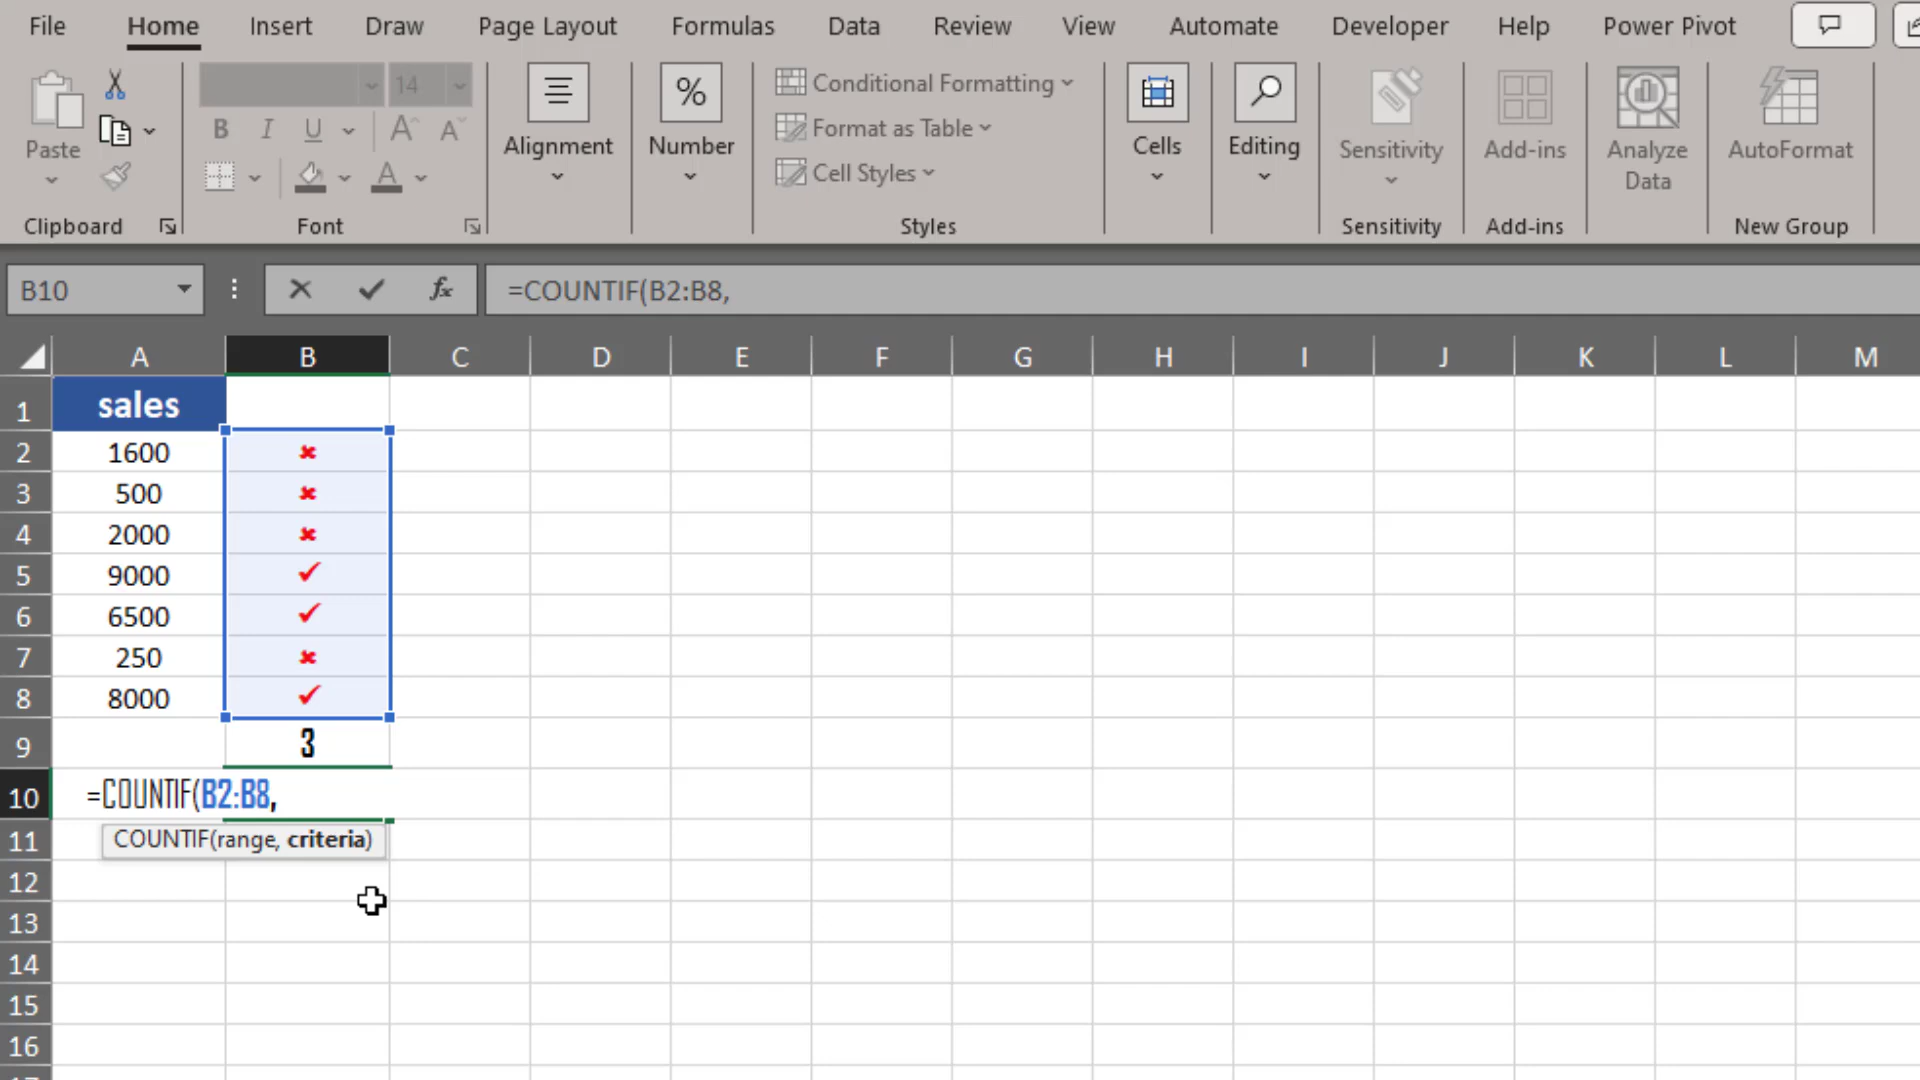 File Home Insert Draw Page Layout Formulas Data Review View Automate Developer Help Power Pivot
Paste
Clipboard
14
B I U A A
A
Font
Alignment
%
Number
Conditional Formatting
Format as Table
Cell Styles
Styles
Cells
Editing
Sensitivity
Sensitivity
Add-ins
Add-ins
Analyze
Data
AutoFormat
New Group
B10 fx =COUNTIF(B2:B8,
A B C D E F G H I J K L M
1 sales
2 1600 ✖
3 500 ✖
4 2000 ✖
5 9000 ✓
6 6500 ✓
7 250 ✖
8 8000 ✓
9 3
10 =COUNTIF(B2:B8,
11 COUNTIF(range, criteria)
12
13
14
15
16